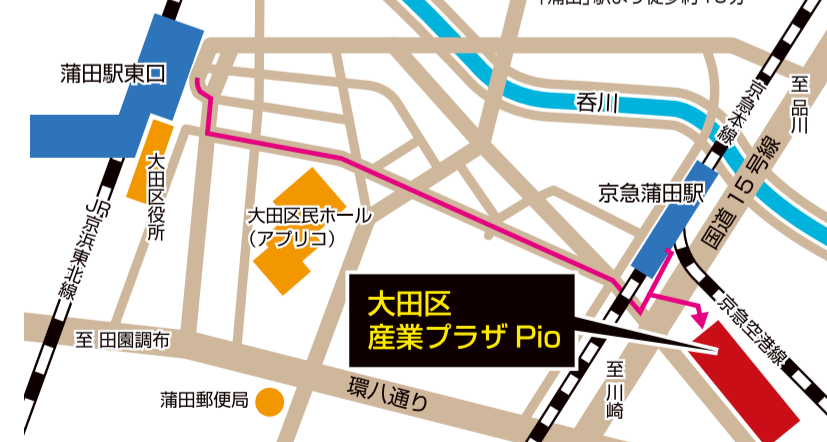 「蒲田」駅より徒歩約15分
蒲田駅東口
至 品川
京急本線
呑川
国道 15 号線
大田区役所
京急蒲田駅
大田区民ホール
（アプリコ）
JR京浜東北線
大田区
産業プラザ Pio
京急空港線
至 田園調布
至 川崎
環八通り
蒲田郵便局